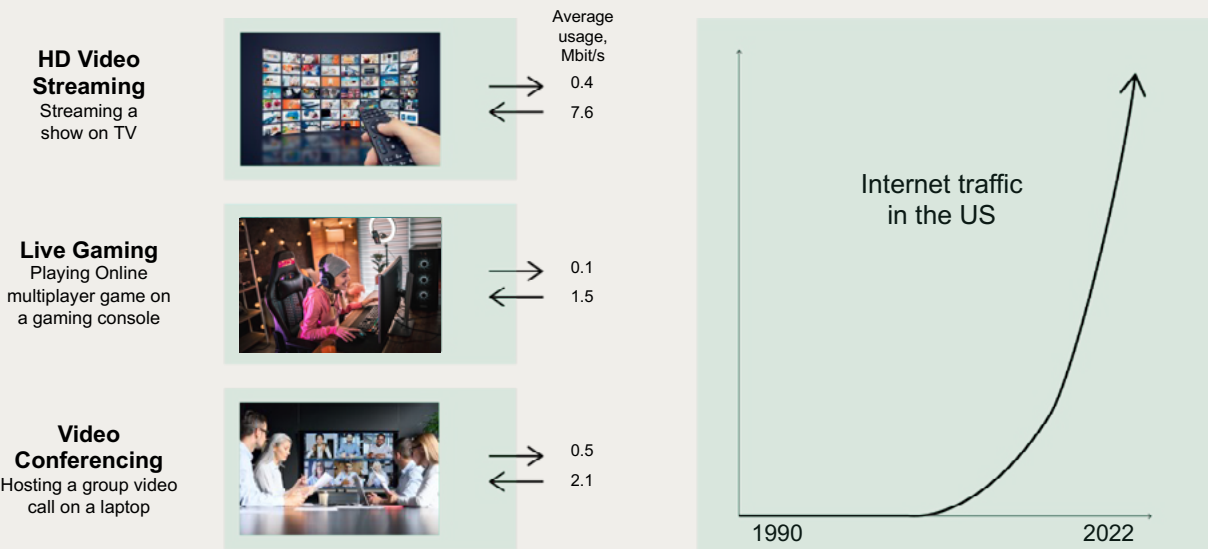 HD Video
Streaming
Streaming a
show on TV
Average
usage,
Mbit/s
0.4
7.6
Live Gaming
Playing Online
multiplayer game on
a gaming console
0.1
1.5
Video
Conferencing
Hosting a group video
call on a laptop
0.5
2.1
Internet traffic
in the US
1990
2022